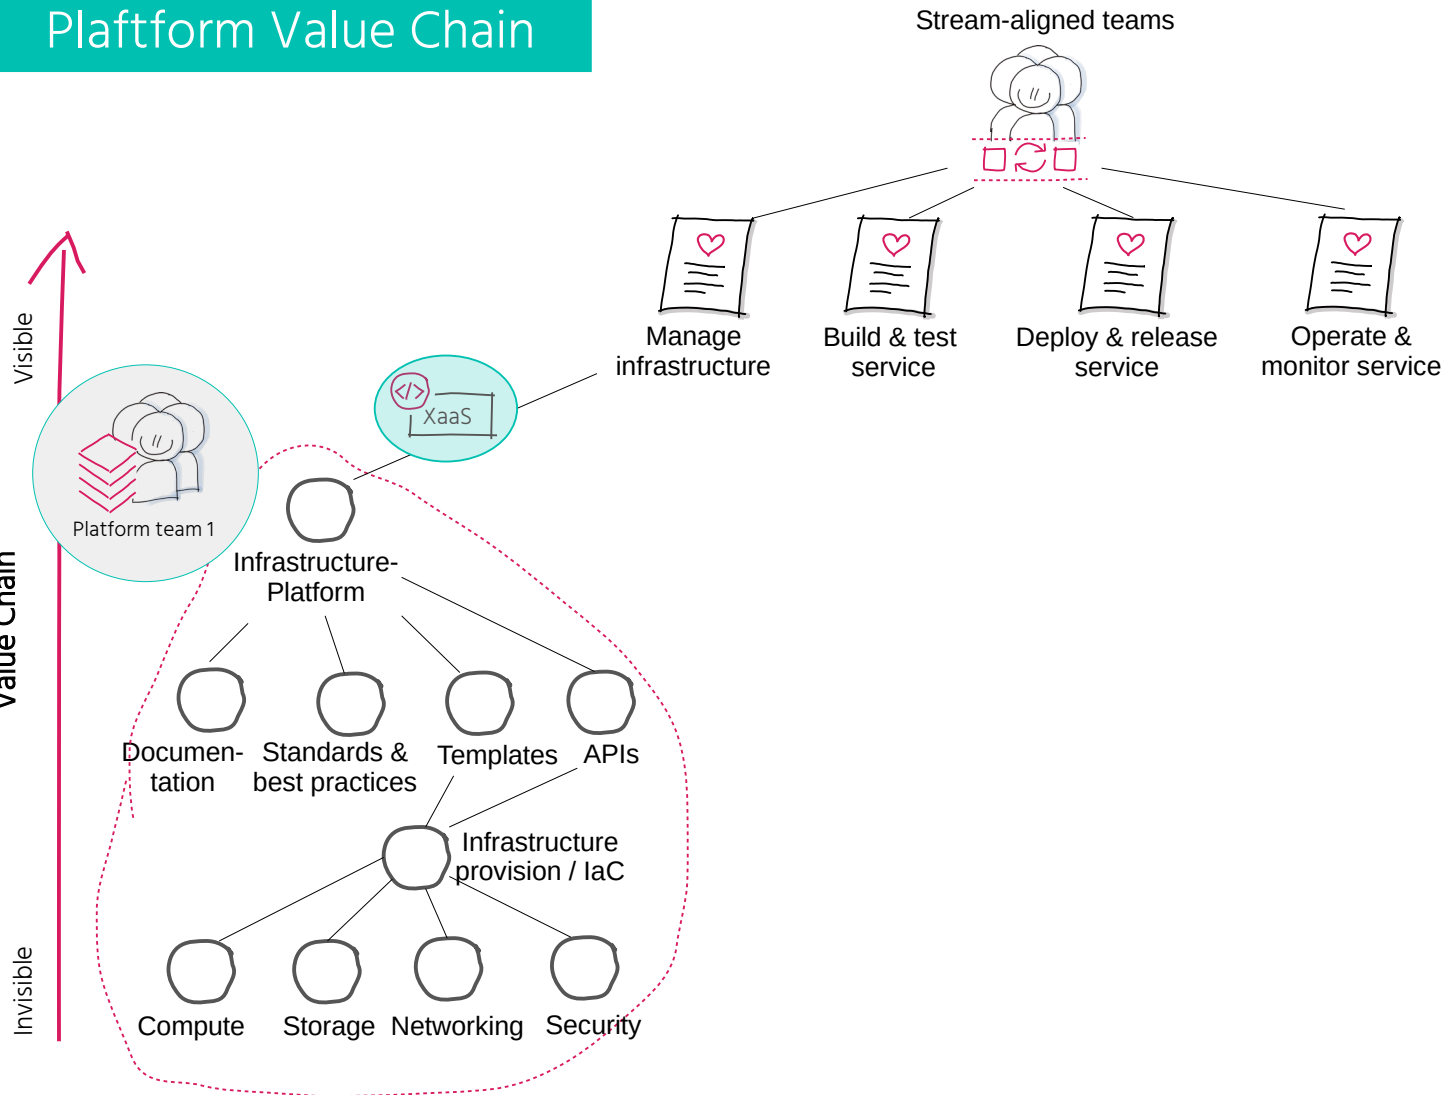 Plaftform Value Chain
Stream-aligned teams
Manage
infrastructure
Build & test
service
Deploy & release
service
Operate &
monitor service
Visible
</>
XaaS
Platform team 1
Value Chain
Infrastructure-
Platform
Documen-
tation
Standards &
best practices
Templates
APIs
Infrastructure
provision / IaC
Invisible
Compute
Storage
Networking
Security